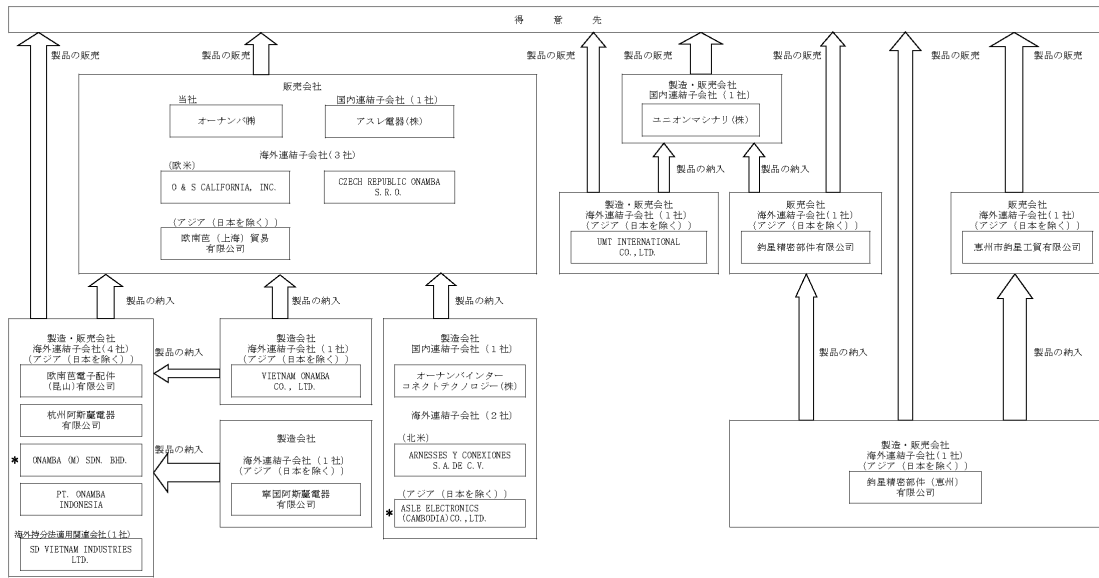 得 意 先
製品の販売
製品の販売
製品の販売
製品の販売
製品の販売
製品の販売
製品の販売
販売会社
当社
オーナンバ㈱
国内連結子会社(1社)
アスレ電器(株)
海外連結子会社(3社)
(欧米)
O & S CALIFORNIA, INC.
CZECH REPUBLIC ONAMBA
S.R.O.
(アジア(日本を除く))
欧南芭(上海)貿易
有限公司
製造・販売会社
国内連結子会社(1社)
ユニオンマシナリ(株)
製品の納入
製品の納入
製造・販売会社
海外連結子会社(1社)
(アジア(日本を除く))
UMT INTERNATIONAL
CO.,LTD.
販売会社
海外連結子会社(1社)
(アジア(日本を除く))
鈞星精密部件有限公司
販売会社
海外連結子会社(1社)
(アジア(日本を除く))
恵州市鈞星工貿有限公司
製品の納入
製品の納入
製品の納入
製品の納入
製品の納入
製造・販売会社
海外連結子会社(4社)
(アジア(日本を除く))
欧南芭電子配件
(昆山)有限公司
杭州阿斯麗電器
有限公司
* ONAMBA (M) SDN. BHD.
PT. ONAMBA
INDONESIA
海外持分法適用関連会社(1社)
SD VIETNAM INDUSTRIES
LTD.
製品の納入
製品の納入
製造会社
海外連結子会社(1社)
(アジア(日本を除く))
VIETNAM ONAMBA
CO., LTD.
製造会社
海外連結子会社(1社)
(アジア(日本を除く))
寧国阿斯麗電器
有限公司
製造会社
国内連結子会社(1社)
オーナンバインター
コネクトテクノロジー(株)
海外連結子会社(2社)
(北米)
ARNESSES Y CONEXIONES
S.A.DE C.V.
(アジア(日本を除く))
* ASLE ELECTRONICS
(CAMBODIA)CO.,LTD.
製造・販売会社
海外連結子会社(1社)
(アジア(日本を除く))
鈞星精密部件(恵州)
有限公司